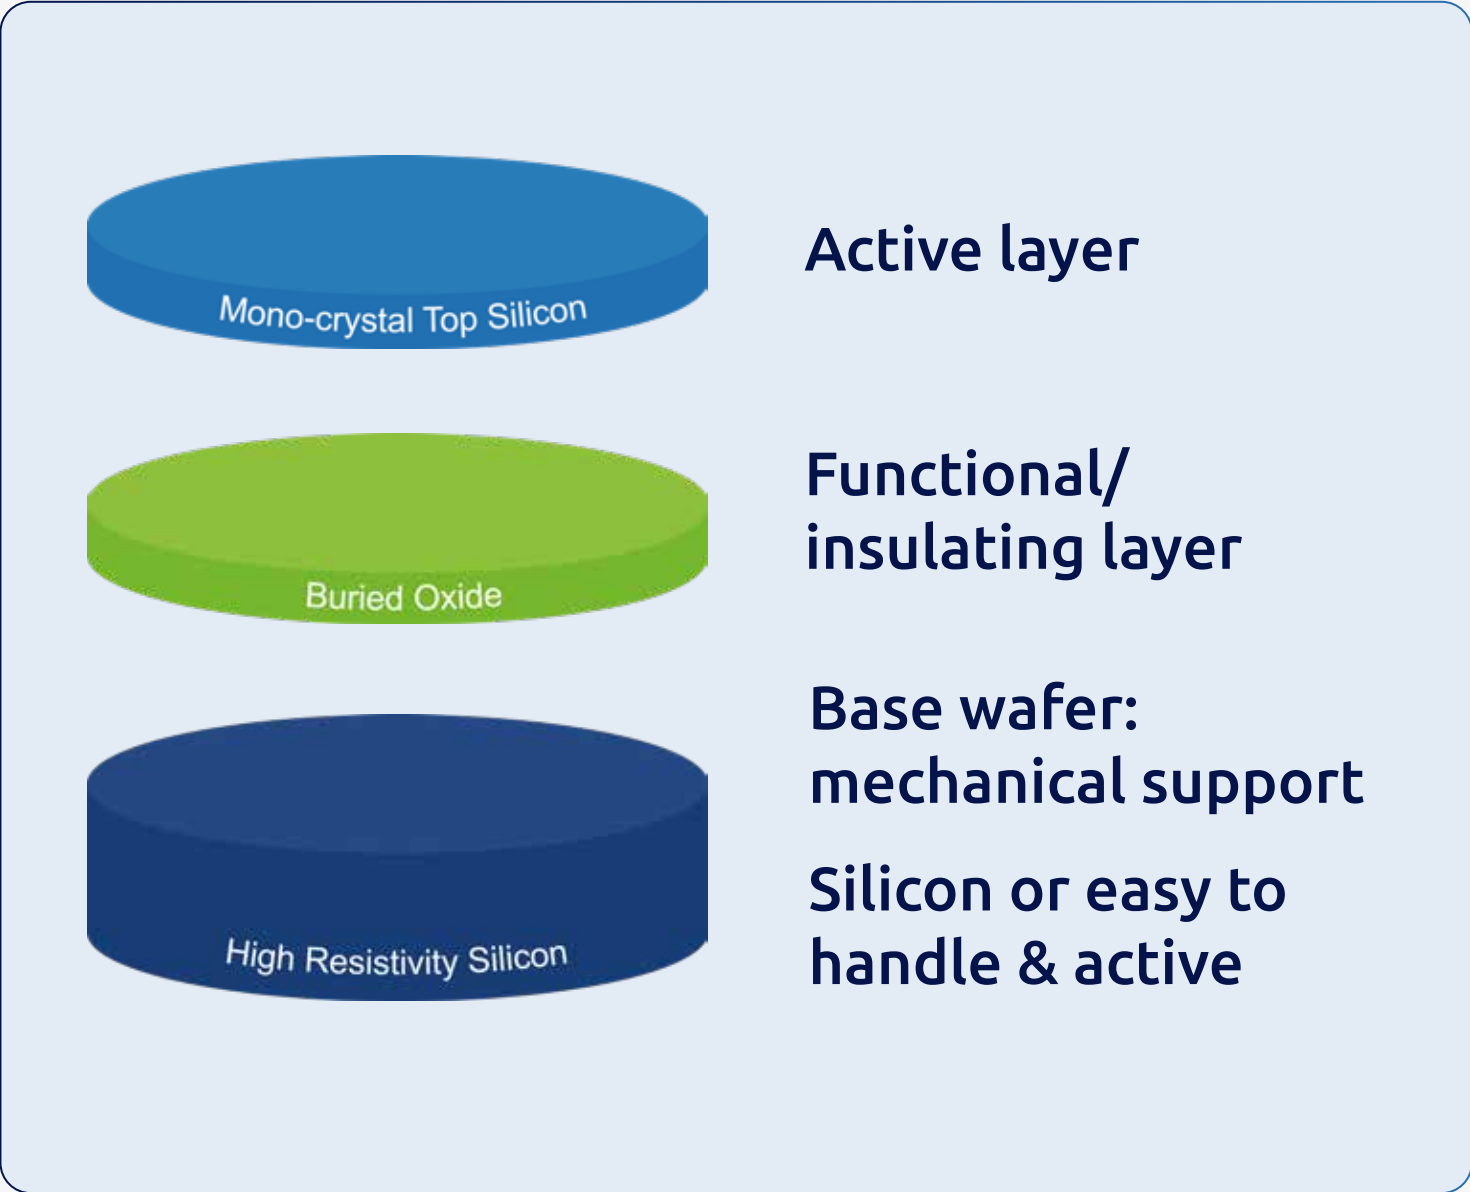 Mono-crystal Top Silicon
Active layer
Buried Oxide
Functional/
insulating layer
High Resistivity Silicon
Base wafer:
mechanical support
Silicon or easy to
handle & active